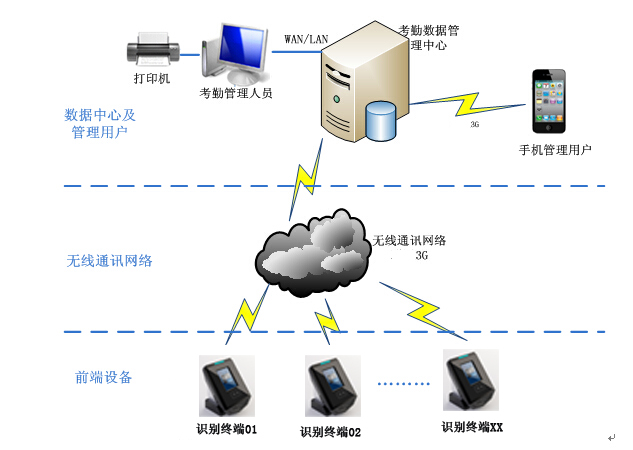 WAN/LAN
考勤数据管
理中心
打印机
考勤管理人员
数据中心及
管理用户
3G
手机管理用户
无线通讯网络
无线通讯网络
3G
前端设备
·········
识别终端01
识别终端02
识别终端XX